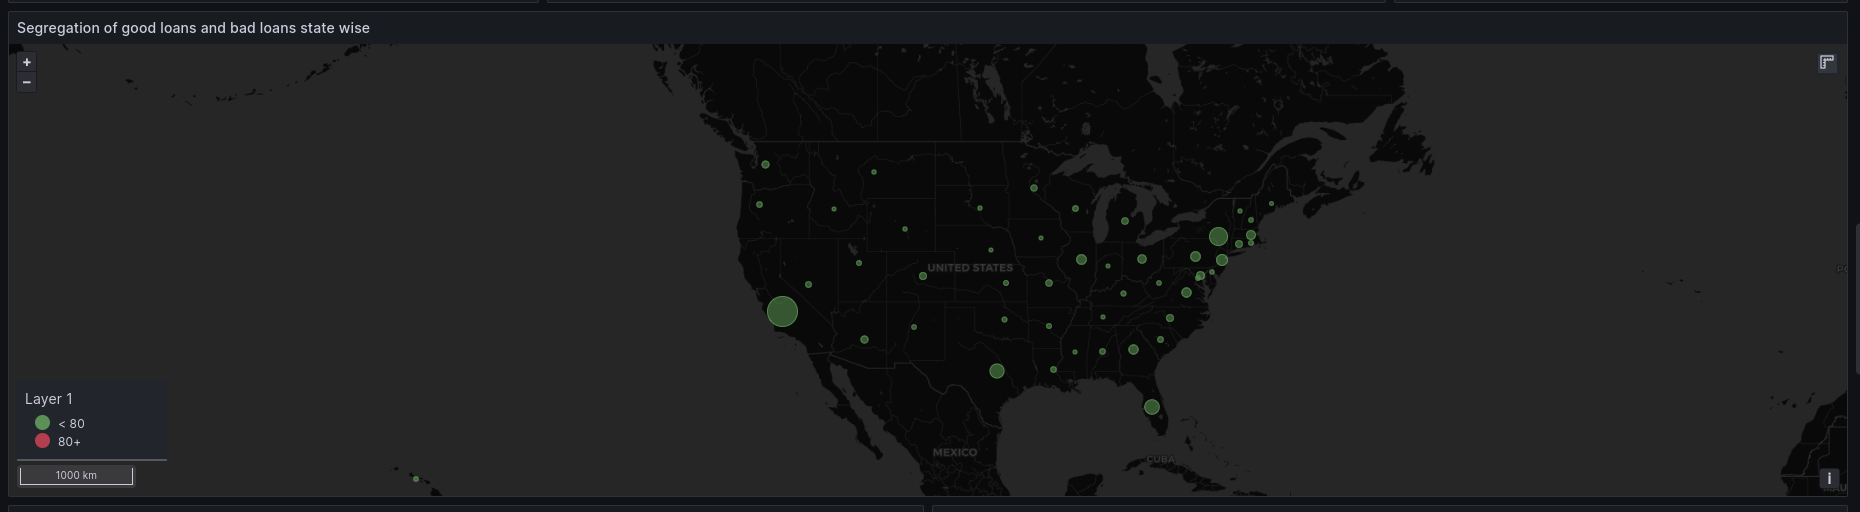 Segregation of good loans and bad loans state wise
+
−
UNITED STATES
Layer 1
< 80
80+
MEXICO
CUBA
1000 km
i